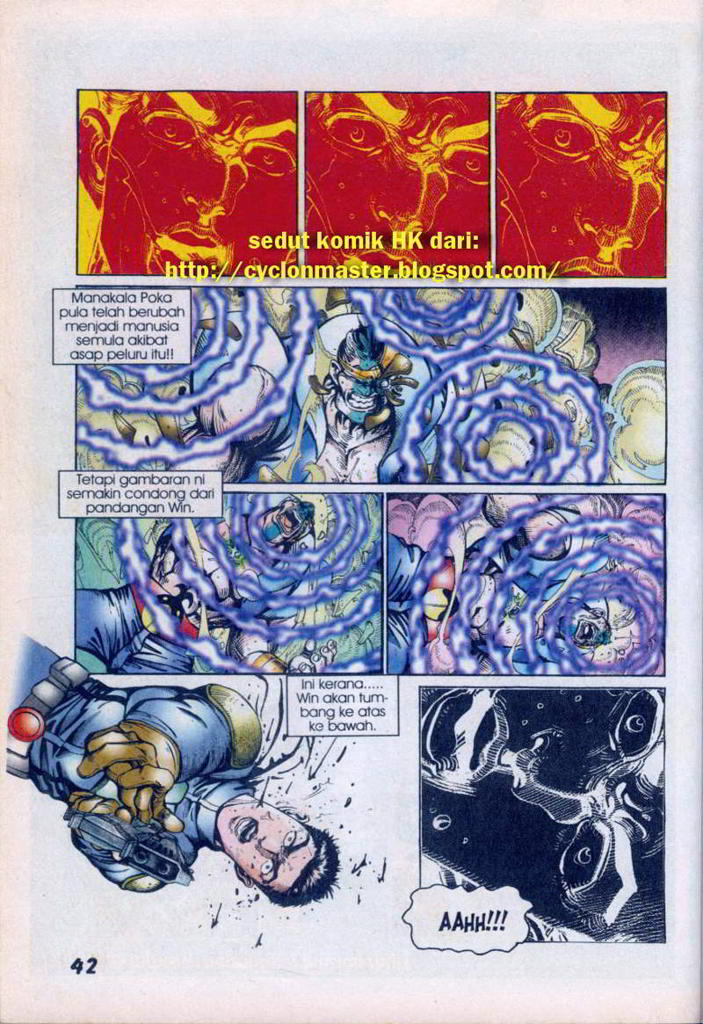 sedut komik HK dari:
http://cyclonmaster.blogspot.com/
Manakala Poka
pula telah berubah
menjadi manusia
semula akibat
asap peluru itu!!
Tetapi gambaran ni
semakin condong dari
pandangan Win.
Ini kerana.....
Win akan tum-
bang ke atas
ke bawah.
AAHH!!!
42